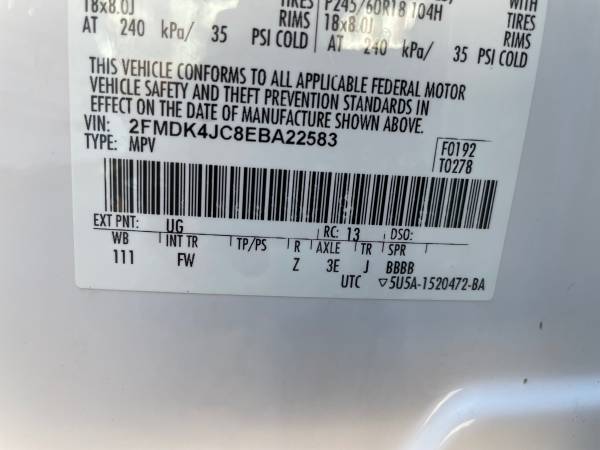 18x8.0J TIRES P245/60R18 104H WITH
RIMS 18x8.0J TIRES
AT 240 kPa/ 35 PSI COLD RIMS
AT 240 kPa/ 35 PSI COLD
THIS VEHICLE CONFORMS TO ALL APPLICABLE FEDERAL MOTOR
VEHICLE SAFETY AND THEFT PREVENTION STANDARDS IN
EFFECT ON THE DATE OF MANUFACTURE SHOWN ABOVE.
VIN: 2FMDK4JC8EBA22583
TYPE: MPV
F0192
T0278
EXT PNT: UG RC: 13 DSO:
WB INT TR TP/PS R AXLE TR SPR
111 FW Z 3E J BBBB
UTC ▽5U5A-1520472-BA